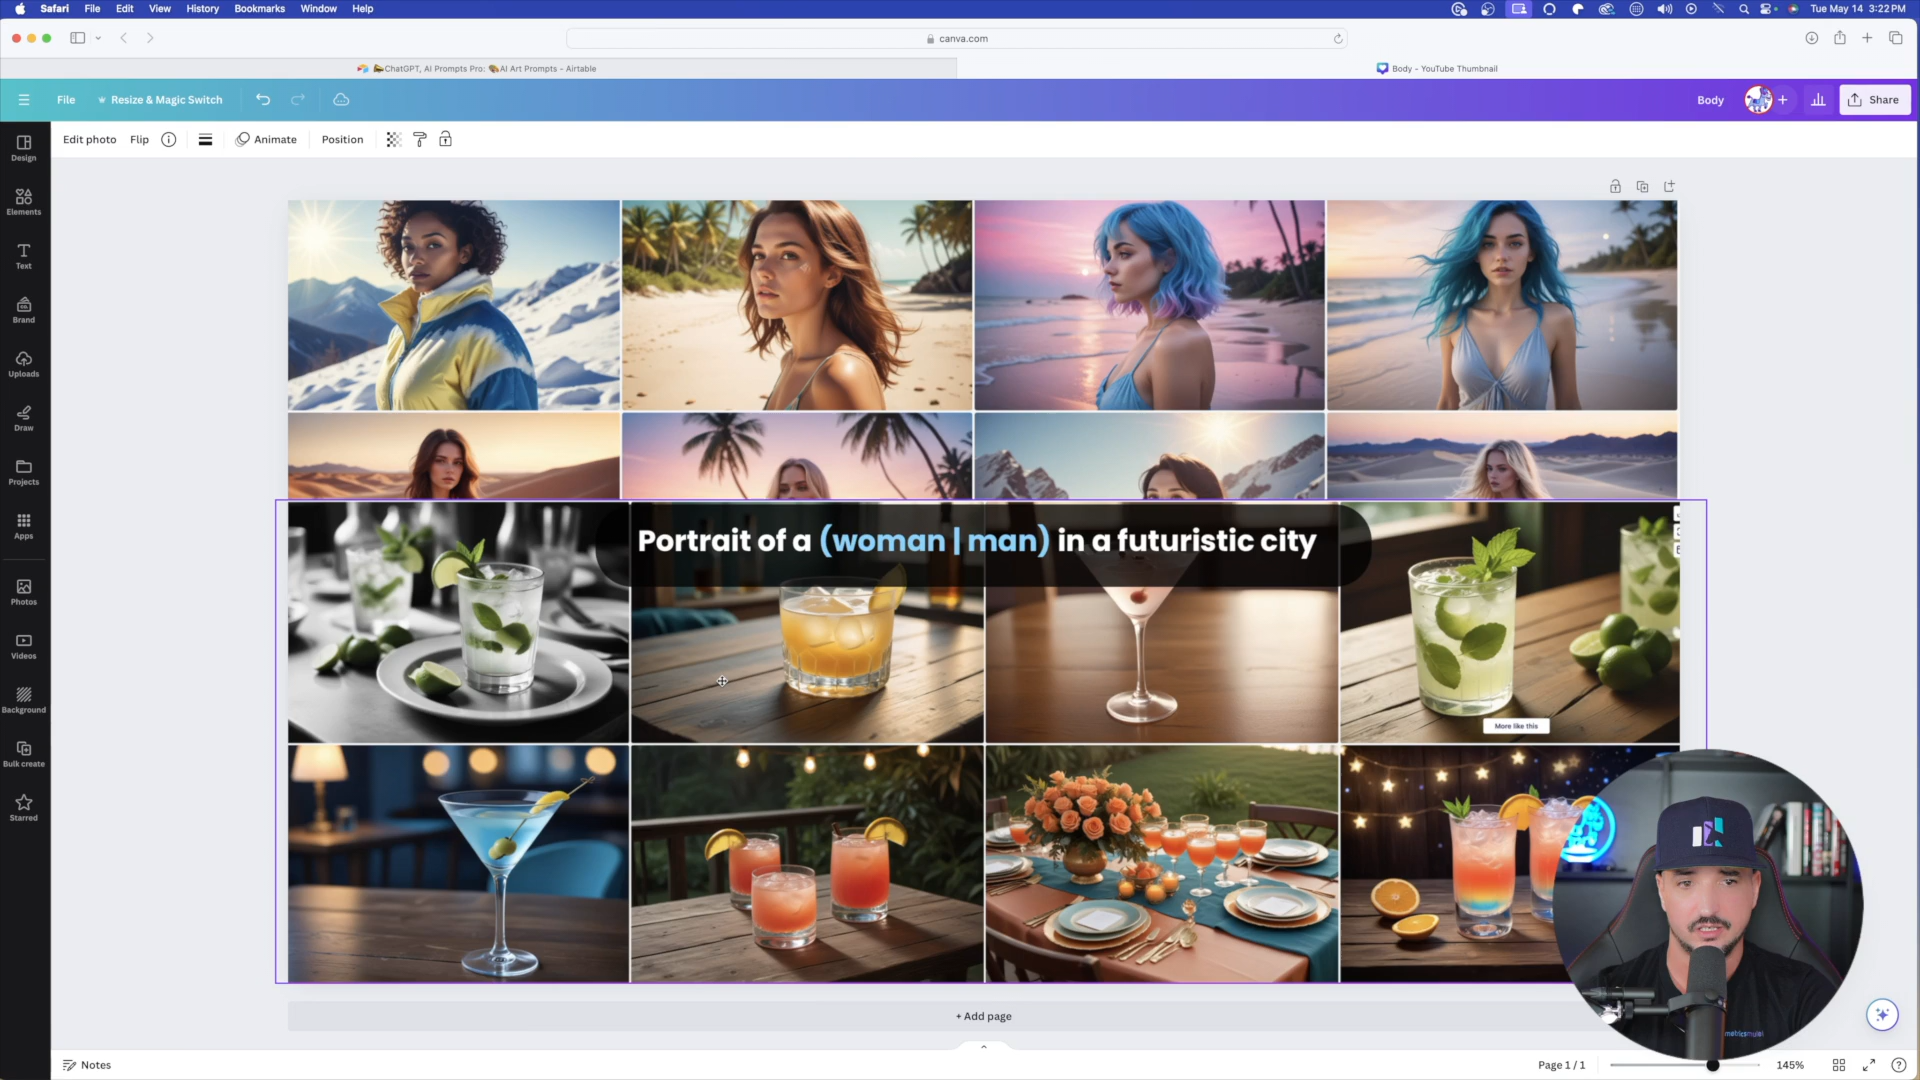 Safari File Edit View History Bookmarks Window Help
Tue May 14 3:22 PM
canva.com
ChatGPT, AI Prompts Pro: AI Art Prompts - Airtable
Body - YouTube Thumbnail
File Resize & Magic Switch
Body
Share
Edit photo Flip Animate Position
Design
Elements
Text
Brand
Uploads
Draw
Projects
Apps
Photos
Videos
Background
Bulk create
Starred
Portrait of a (woman | man) in a futuristic city
More like this
+ Add page
Notes
Page 1 / 1
145%